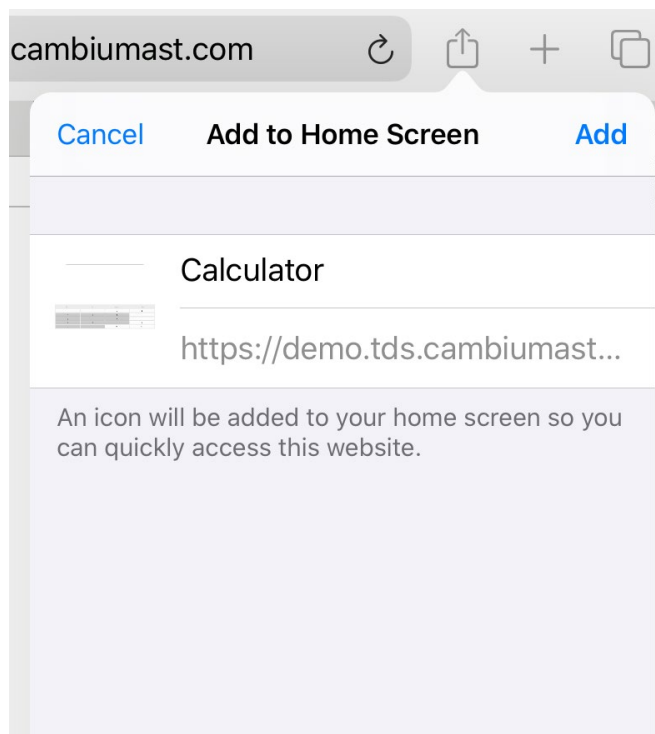 cambiumast.com
Cancel Add to Home Screen Add
Calculator
https://demo.tds.cambiumast...
An icon will be added to your home screen so you
can quickly access this website.